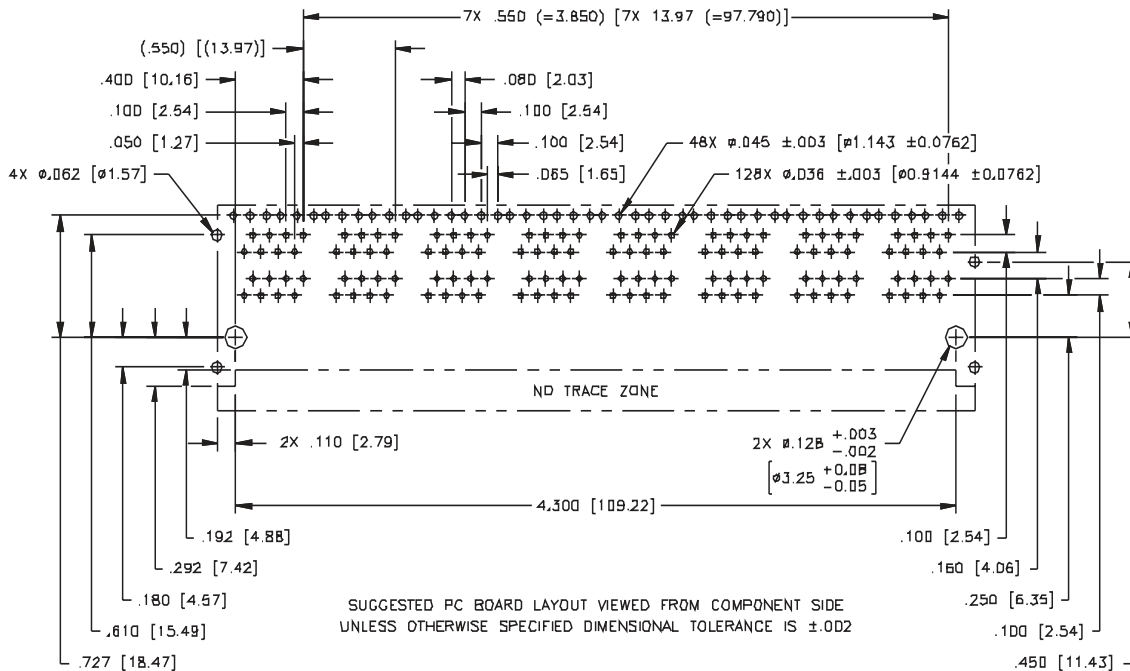 7X .550 (=3.850) [7X 13.97 (=97.790)]
(.550) [(13.97)]
.400 [10.16]
.080 [2.03]
.100 [2.54]
.100 [2.54]
.050 [1.27]
.100 [2.54]
48X ø.045 ±.003 [ø1.143 ±0.0762]
4X ø.062 [ø1.57]
.065 [1.65]
128X ø.036 ±.003 [ø0.9144 ±0.0762]
NO TRACE ZONE
2X .110 [2.79]
2X ø.128 +.003 -.002
[ø3.25 +0.08 -0.05]
4.300 [109.22]
.192 [4.88]
.100 [2.54]
.292 [7.42]
.160 [4.06]
.180 [4.57]
.250 [6.35]
SUGGESTED PC BOARD LAYOUT VIEWED FROM COMPONENT SIDE
UNLESS OTHERWISE SPECIFIED DIMENSIONAL TOLERANCE IS ±.002
.610 [15.49]
.100 [2.54]
.727 [18.47]
.450 [11.43]